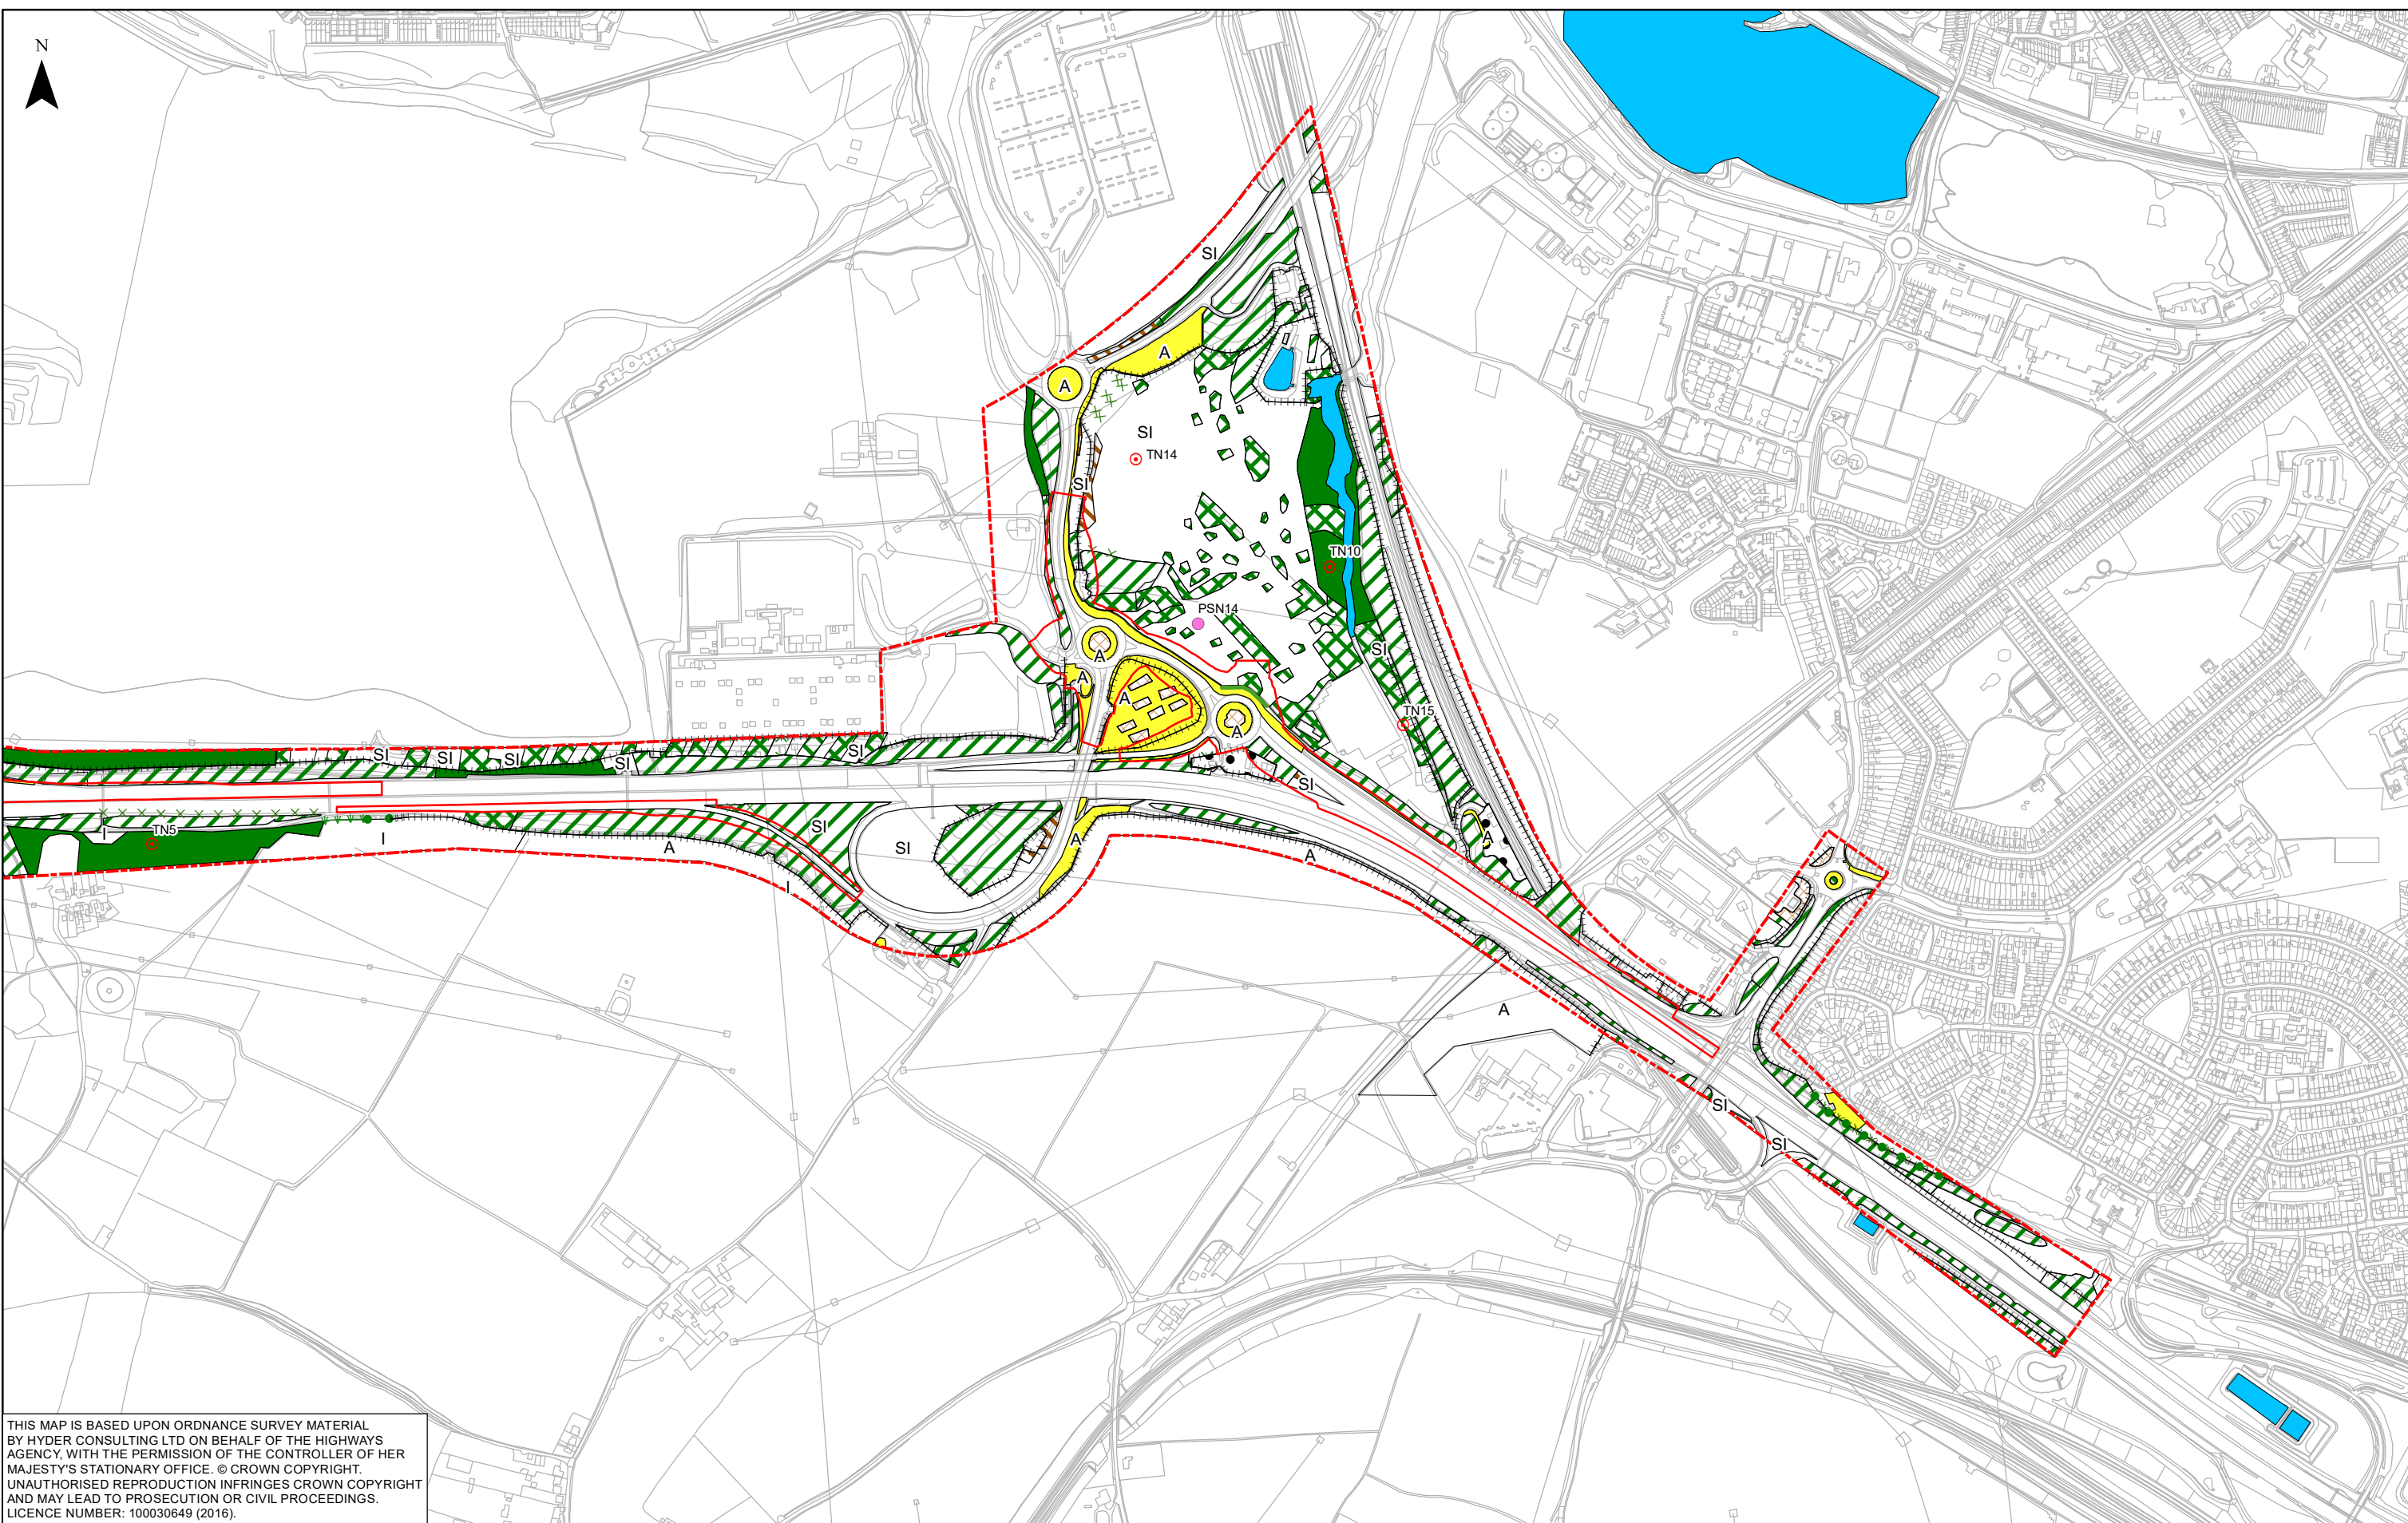 N
SI
A
A
SI
TN14
SI
TN10
PSN14
SI
A
A
A
TN15
A
SI
SI
SI
SI
SI
SI
I
TN5
I
A
SI
SI
A
A
A
I
A
SI
SI
THIS MAP IS BASED UPON ORDNANCE SURVEY MATERIAL
BY HYDER CONSULTING LTD ON BEHALF OF THE HIGHWAYS
AGENCY, WITH THE PERMISSION OF THE CONTROLLER OF HER
MAJESTY'S STATIONARY OFFICE. © CROWN COPYRIGHT.
UNAUTHORISED REPRODUCTION INFRINGES CROWN COPYRIGHT
AND MAY LEAD TO PROSECUTION OR CIVIL PROCEEDINGS.
LICENCE NUMBER: 100030649 (2016).